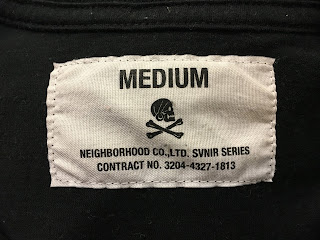 MEDIUM
NEIGHBORHOOD CO.,LTD. SVNIR SERIES
CONTRACT NO. 3204-4327-1813